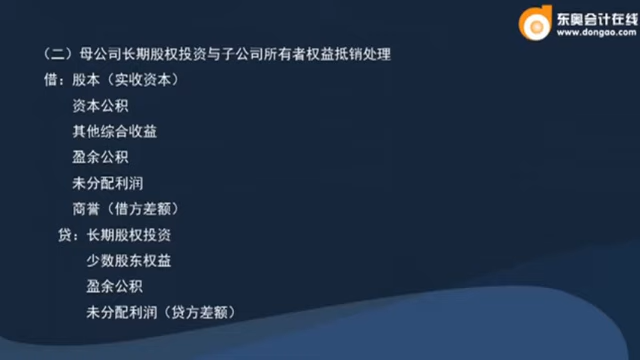 东奥会计在线
www.dongao.com
（二）母公司长期股权投资与子公司所有者权益抵销处理
借：股本（实收资本）
资本公积
其他综合收益
盈余公积
未分配利润
商誉（借方差额）
贷：长期股权投资
少数股东权益
盈余公积
未分配利润（贷方差额）